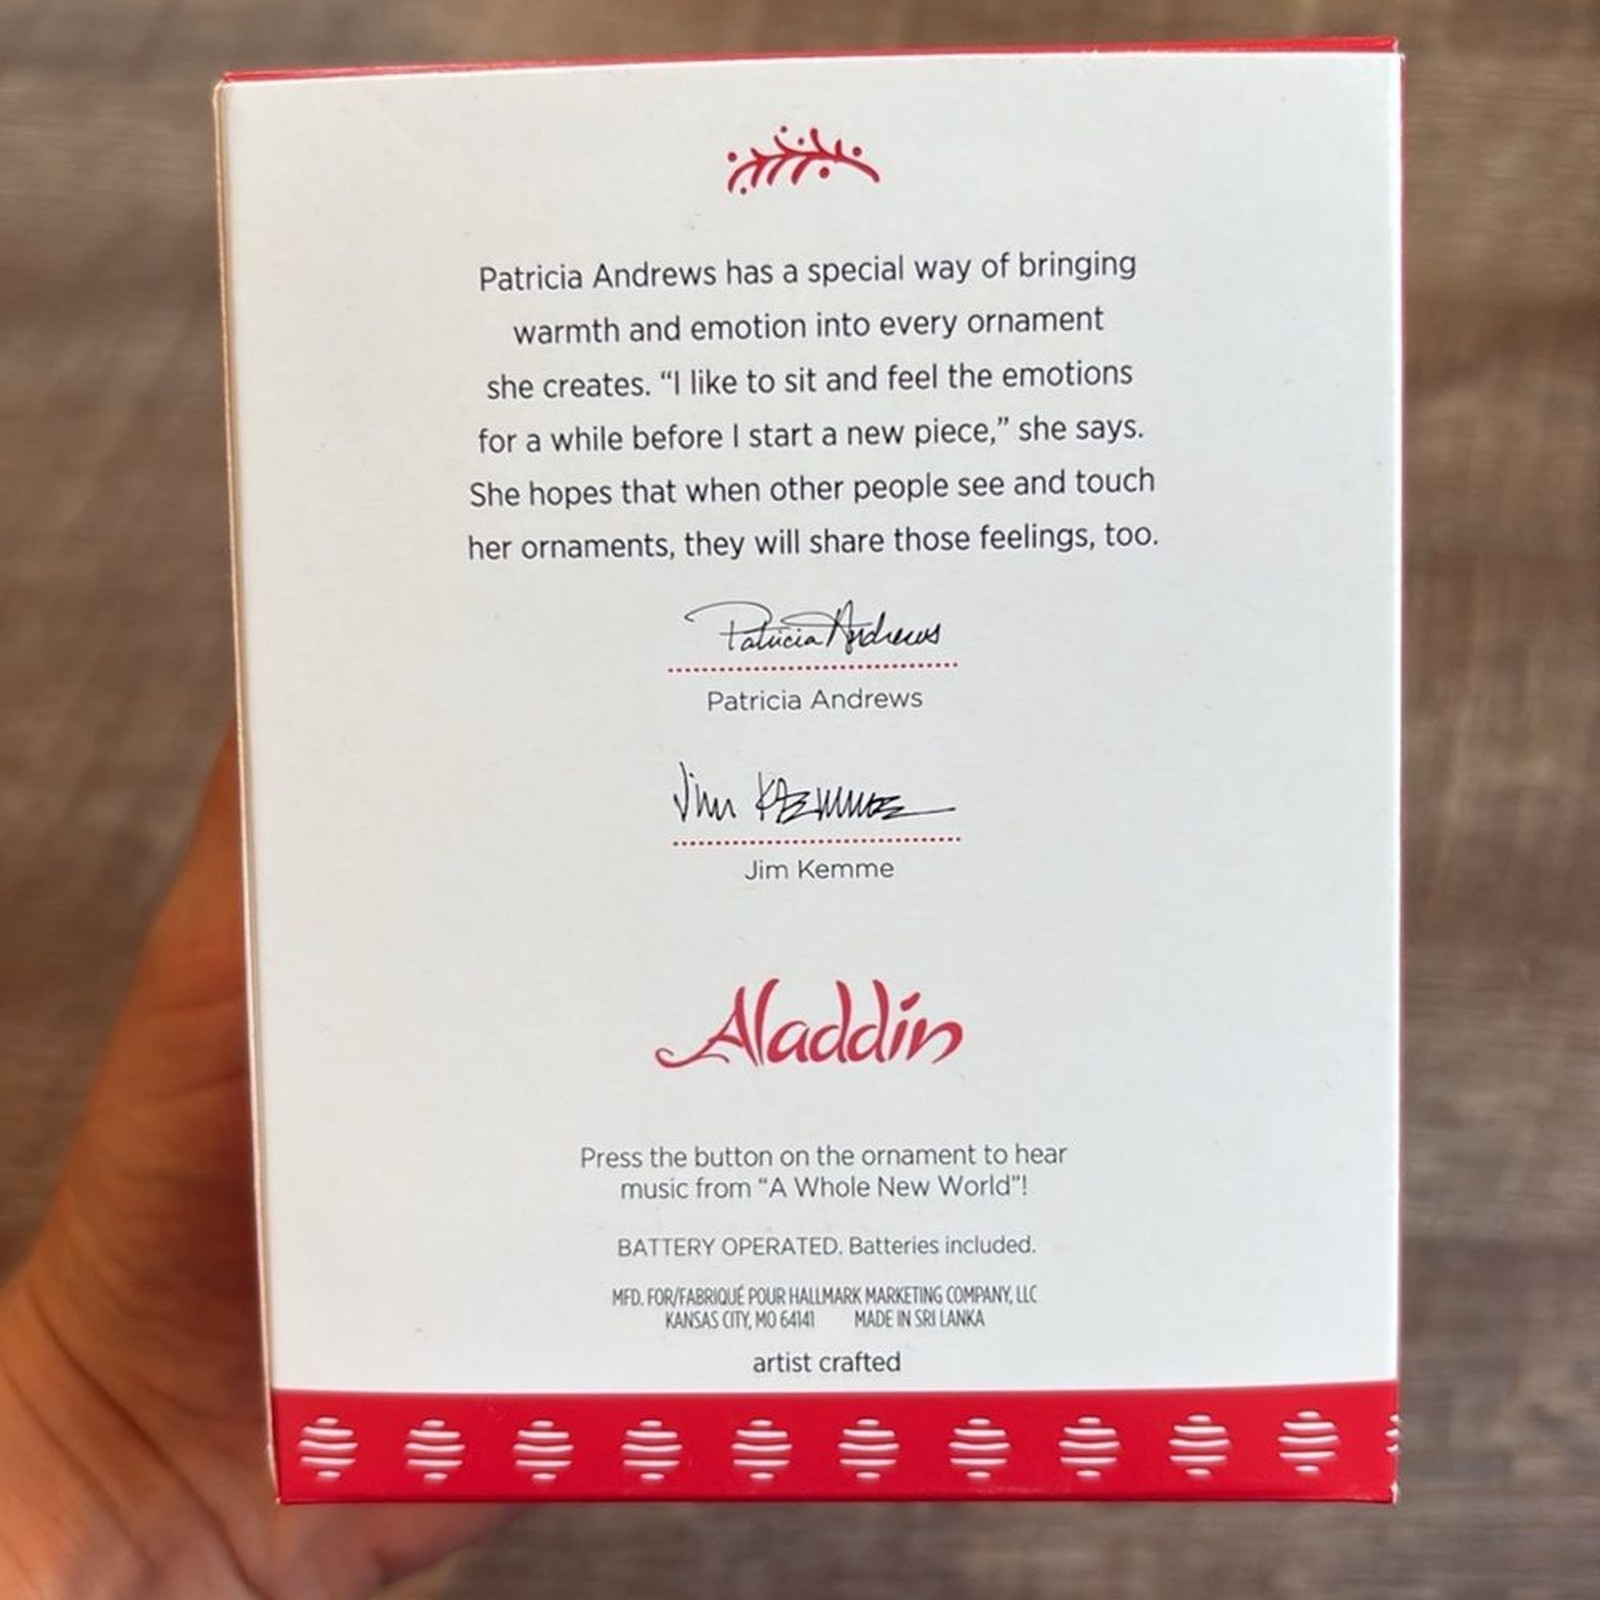 Patricia Andrews has a special way of bringing
warmth and emotion into every ornament
she creates. “I like to sit and feel the emotions
for a while before I start a new piece,” she says.
She hopes that when other people see and touch
her ornaments, they will share those feelings, too.
Patricia Andrews
Patricia Andrews
Jim Kemme
Jim Kemme
Aladdin
Press the button on the ornament to hear
music from “A Whole New World”!
BATTERY OPERATED. Batteries included.
MFD. FOR/FABRIQUÉ POUR HALLMARK MARKETING COMPANY, LLC
KANSAS CITY, MO 64141 MADE IN SRI LANKA
artist crafted